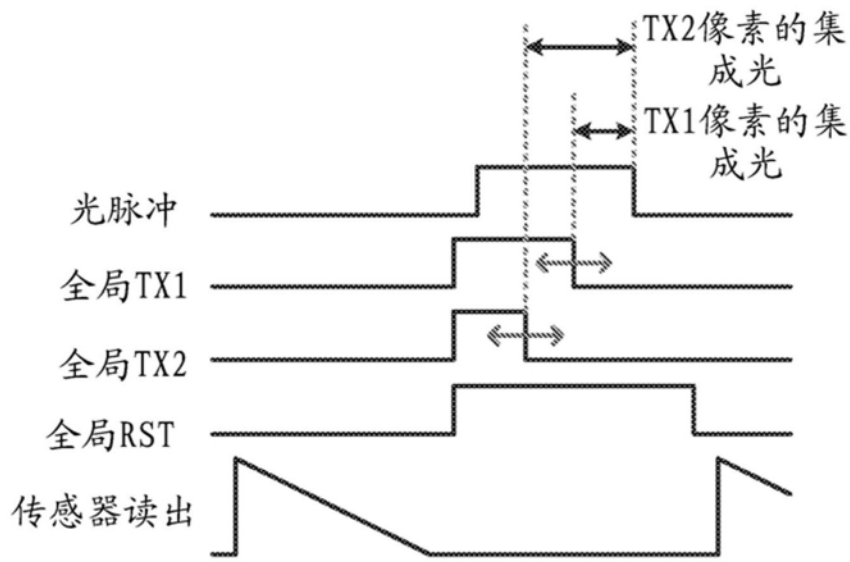 TX2像素的集
成光
TX1像素的集
成光
光脉冲
全局TX1
全局TX2
全局RST
传感器读出